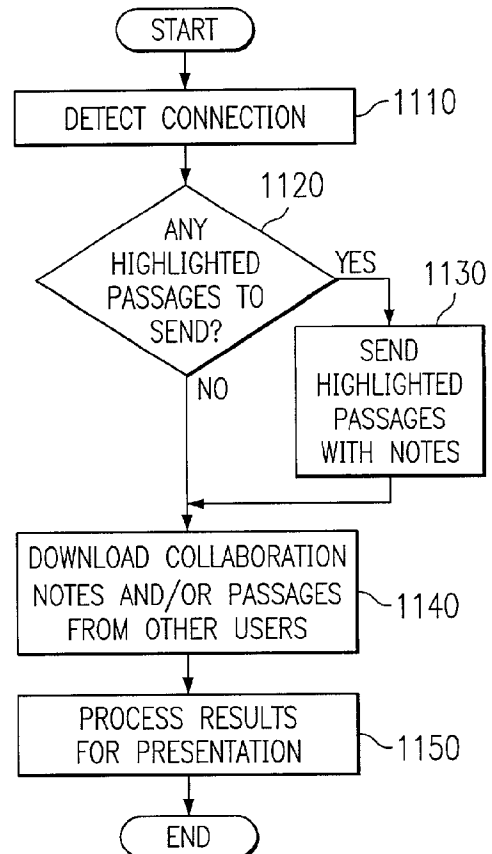 START
DETECT CONNECTION
1110
1120
ANY
HIGHLIGHTED
PASSAGES TO
SEND?
YES
1130
SEND
HIGHLIGHTED
PASSAGES
WITH NOTES
NO
DOWNLOAD COLLABORATION
NOTES AND/OR PASSAGES
FROM OTHER USERS
1140
PROCESS RESULTS
FOR PRESENTATION
1150
END